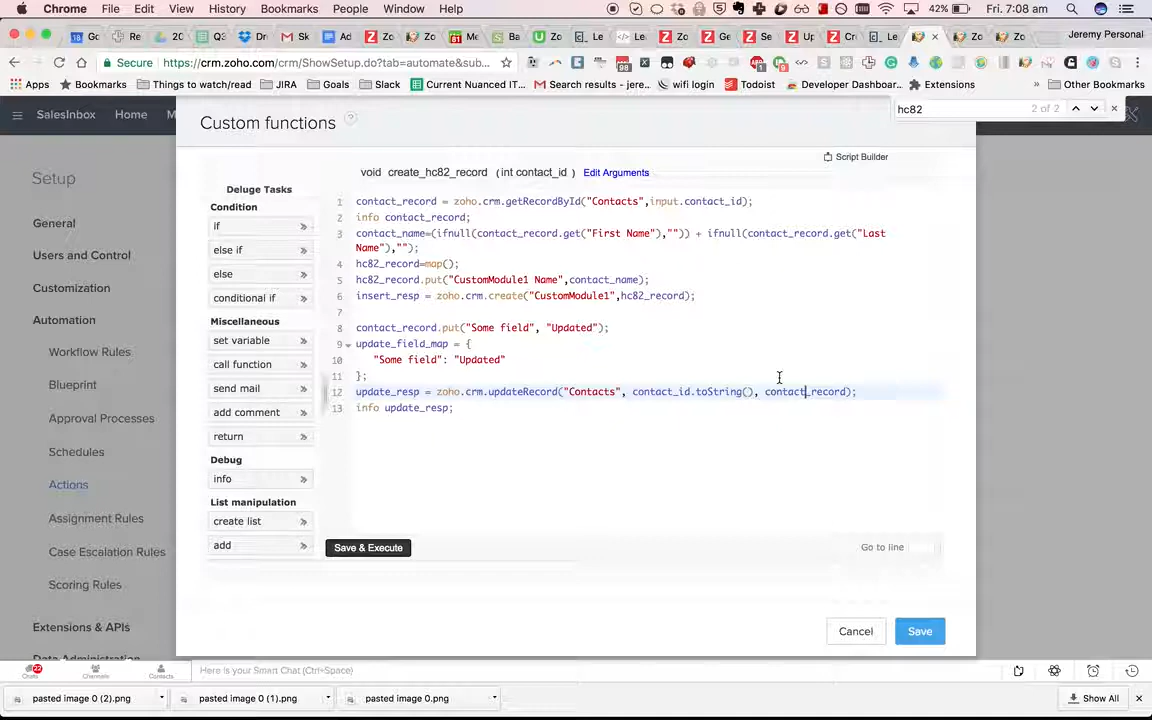 Chrome File Edit View History Bookmarks People Window Help 42% Fri. 7:08 am
Jeremy Personal
Secure https://crm.zoho.com/crm/ShowSetup.do?tab=automate&sub...
Apps Bookmarks Things to watch/read Goals Slack JIRA Current Nuanced IT... Search results - jere... wifi login Todoist Developer Dashboar... Extensions » Other Bookmarks
hc82 2 of 2
SalesInbox Home
Custom functions ?
Script Builder
void create_hc82_record (int contact_id ) Edit Arguments
Setup
General
Users and Control
Customization
Automation
Workflow Rules
Blueprint
Approval Processes
Schedules
Actions
Assignment Rules
Case Escalation Rules
Scoring Rules
Extensions & APIs
Data Administration
Deluge Tasks
Condition
if
else if
else
conditional if
Miscellaneous
set variable
call function
send mail
add comment
return
Debug
info
List manipulation
create list
add
1 contact_record = zoho.crm.getRecordById("Contacts",input.contact_id);
2 info contact_record;
3 contact_name=(ifnull(contact_record.get("First Name"),"")) + ifnull(contact_record.get("Last
Name"),"");
4 hc82_record=map();
5 hc82_record.put("CustomModule1 Name",contact_name);
6 insert_resp = zoho.crm.create("CustomModule1",hc82_record);
7
8 contact_record.put("Some field", "Updated");
9 update_field_map = {
10 "Some field": "Updated"
11 };
12 update_resp = zoho.crm.updateRecord("Contacts", contact_id.toString(), contact_record);
13 info update_resp;
Save & Execute
Go to line
Cancel Save
22
Chats Channels Contacts
Here is your Smart Chat (Ctrl+Space)
pasted image 0 (2).png pasted image 0 (1).png pasted image 0.png Show All